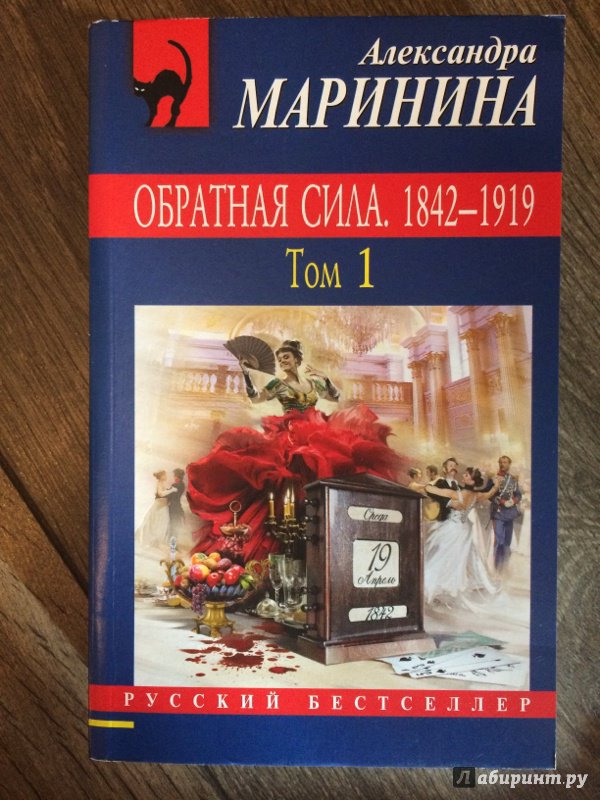 Александра
МАРИНИНА
ОБРАТНАЯ СИЛА. 1842–1919
Том 1
Среда
19
Апрель
1842
РУССКИЙ БЕСТСЕЛЛЕР
Лабиринт.ру